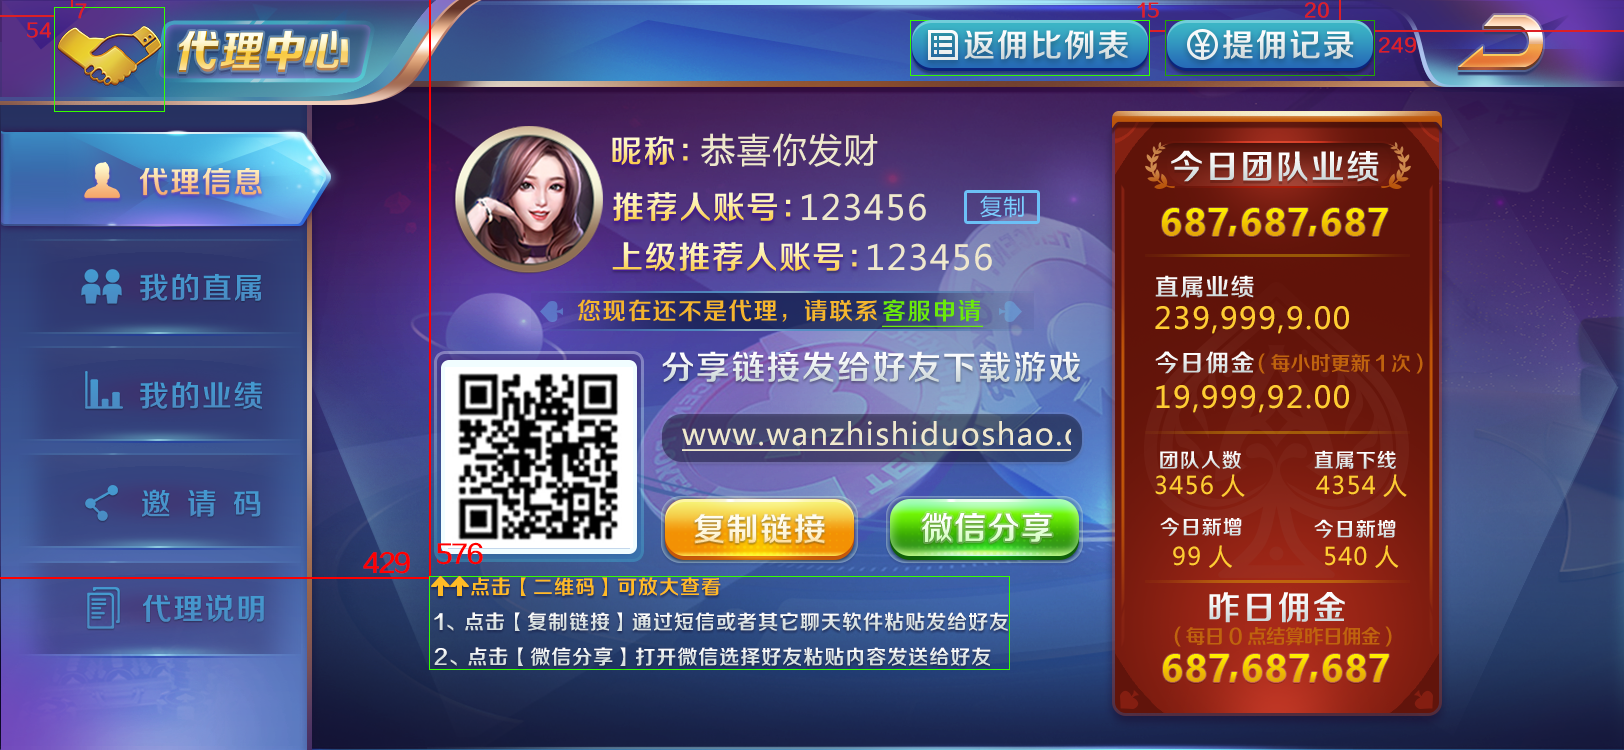 54
7
代理中心
返佣比例表
15
提佣记录
20
249
代理信息
我的直属
我的业绩
邀请码
代理说明
昵称：恭喜你发财
推荐人账号：123456
复制
上级推荐人账号：123456
您现在还不是代理，请联系客服申请
分享链接发给好友下载游戏
www.wanzhishiduoshao.c
复制链接
微信分享
429
576
点击【二维码】可放大查看
1、点击【复制链接】通过短信或者其它聊天软件粘贴发给好友
2、点击【微信分享】打开微信选择好友粘贴内容发送给好友
今日团队业绩
687,687,687
直属业绩
239,999,9.00
今日佣金（每小时更新1次）
19,999,92.00
团队人数
直属下线
3456 人
4354 人
今日新增
今日新增
99 人
540 人
昨日佣金
（每日0点结算昨日佣金）
687,687,687